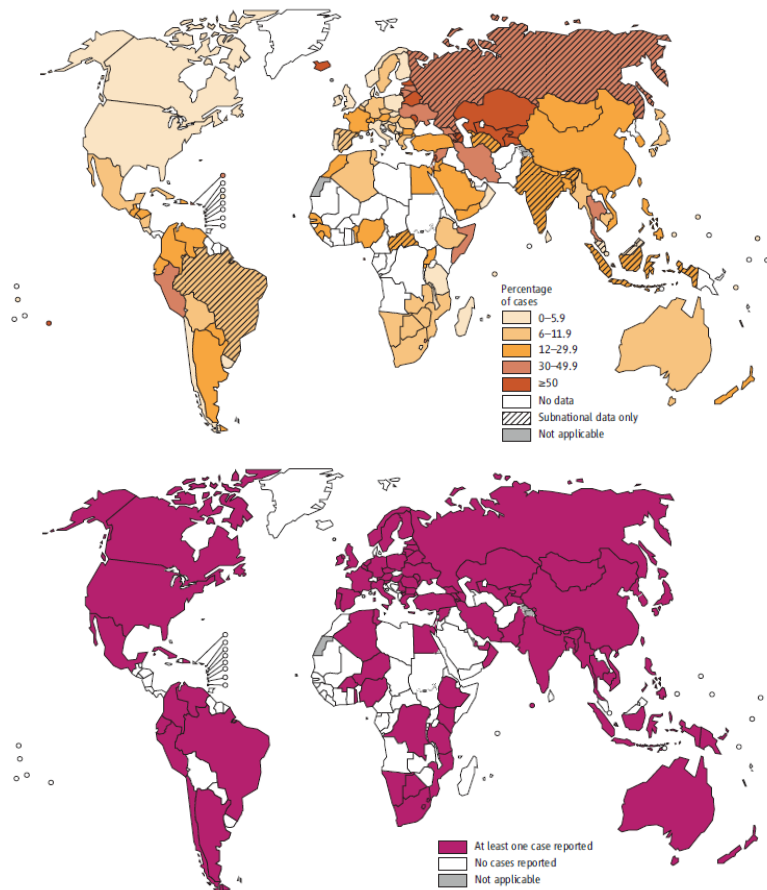 Percentage
of cases
0–5.9
6–11.9
12–29.9
30–49.9
≥50
No data
Subnational data only
Not applicable
At least one case reported
No cases reported
Not applicable